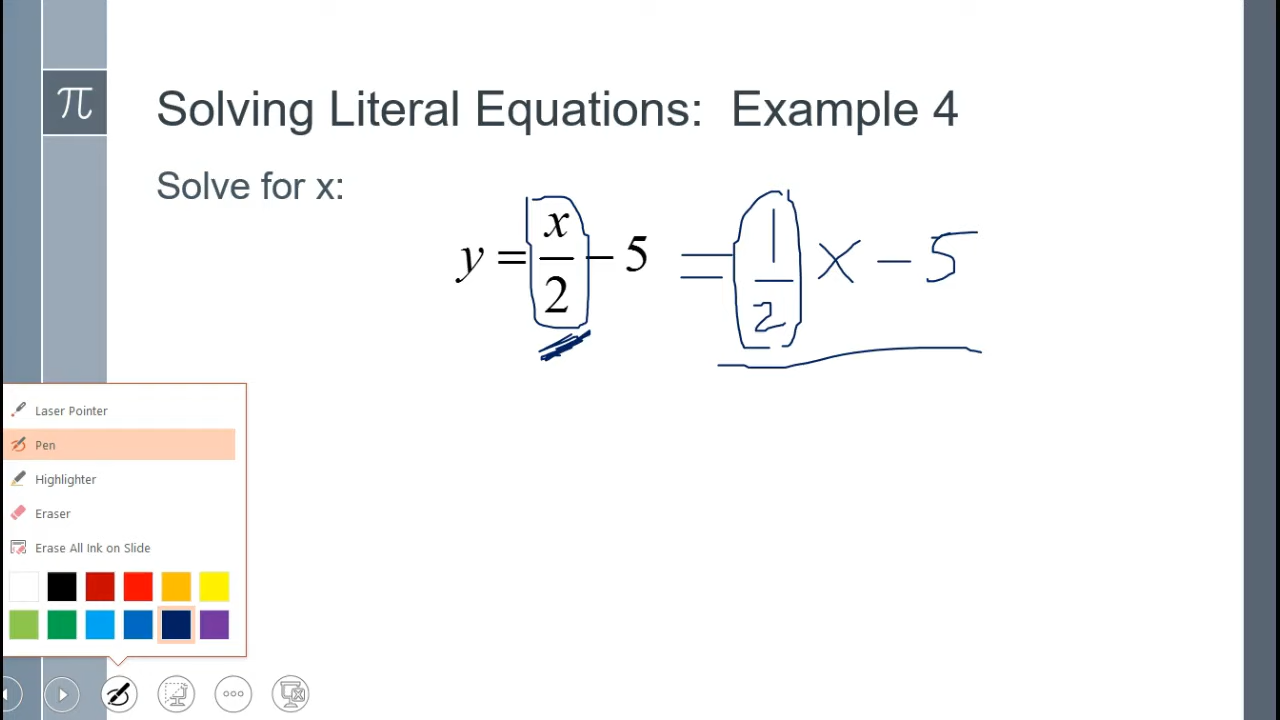 π
Solving Literal Equations: Example 4
Solve for x:
y = x/2 − 5 = 1/2 x − 5
Laser Pointer
Pen
Highlighter
Eraser
Erase All Ink on Slide